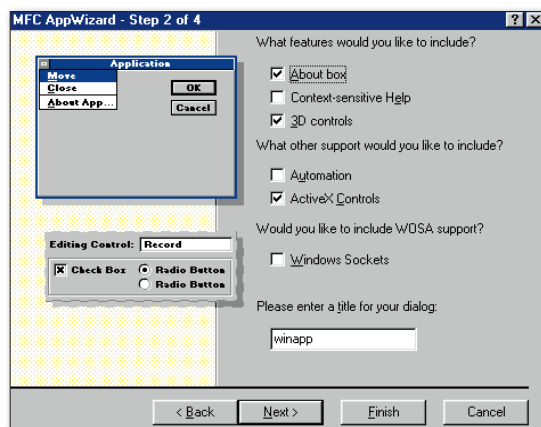 MFC AppWizard - Step 2 of 4
Application
Move
Close
About App...
OK
Cancel
Editing Control: Record
Check Box
Radio Button
Radio Button
What features would you like to include?
About box
Context-sensitive Help
3D controls
What other support would you like to include?
Automation
ActiveX Controls
Would you like to include WOSA support?
Windows Sockets
Please enter a title for your dialog:
winapp
< Back
Next >
Finish
Cancel